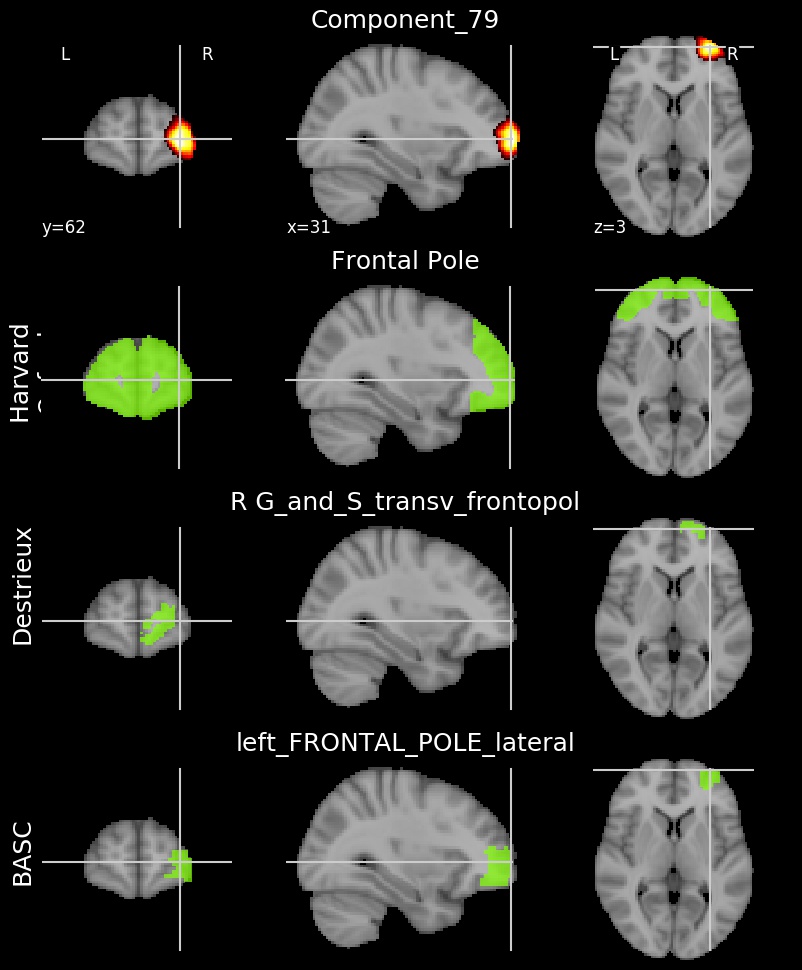 Component_79
L R
L R
y=62
x=31
z=3
Frontal Pole
Harvard
R G_and_S_transv_frontopol
Destrieux
left_FRONTAL_POLE_lateral
BASC